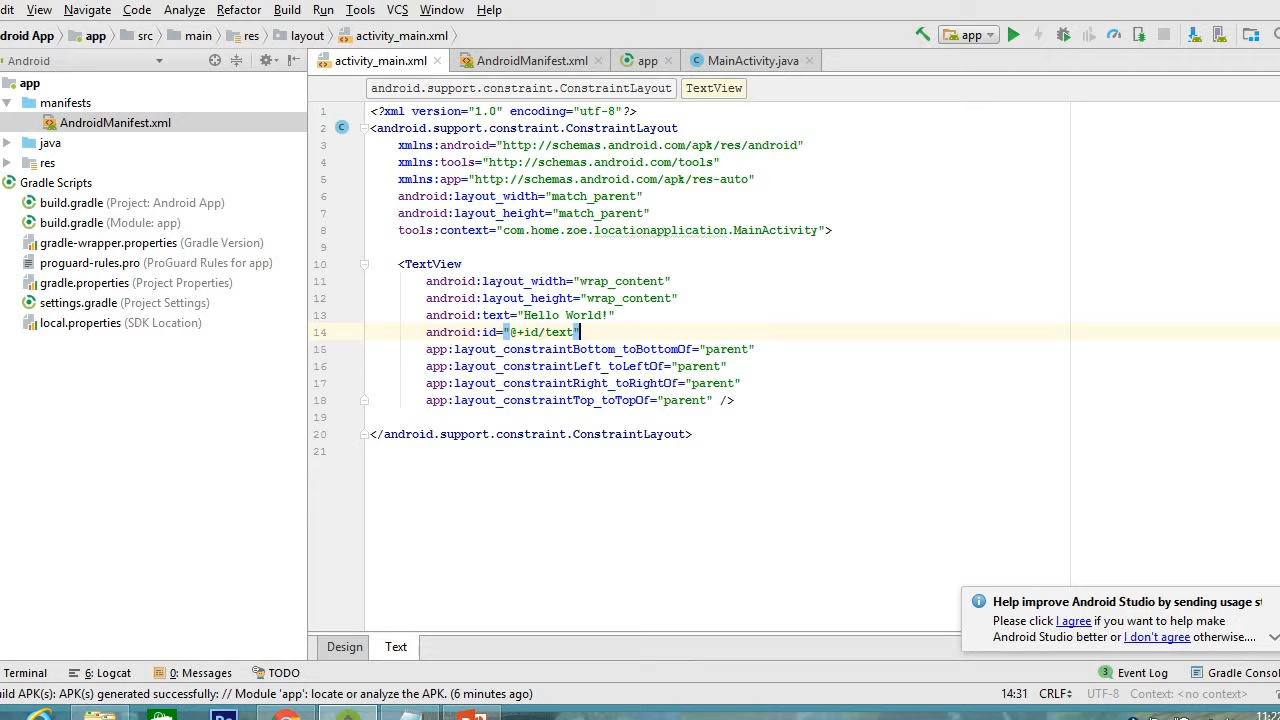 dit View Navigate Code Analyze Refactor Build Run Tools VCS Window Help
droid App app src main res layout activity_main.xml app
Android activity_main.xml AndroidManifest.xml app MainActivity.java
android.support.constraint.ConstraintLayout TextView
app
manifests
AndroidManifest.xml
java
res
Gradle Scripts
build.gradle (Project: Android App)
build.gradle (Module: app)
gradle-wrapper.properties (Gradle Version)
proguard-rules.pro (ProGuard Rules for app)
gradle.properties (Project Properties)
settings.gradle (Project Settings)
local.properties (SDK Location)
1 <?xml version="1.0" encoding="utf-8"?>
2 <android.support.constraint.ConstraintLayout
3 xmlns:android="http://schemas.android.com/apk/res/android"
4 xmlns:tools="http://schemas.android.com/tools"
5 xmlns:app="http://schemas.android.com/apk/res-auto"
6 android:layout_width="match_parent"
7 android:layout_height="match_parent"
8 tools:context="com.home.zoe.locationapplication.MainActivity">
9
10 <TextView
11 android:layout_width="wrap_content"
12 android:layout_height="wrap_content"
13 android:text="Hello World!"
14 android:id="@+id/text"
15 app:layout_constraintBottom_toBottomOf="parent"
16 app:layout_constraintLeft_toLeftOf="parent"
17 app:layout_constraintRight_toRightOf="parent"
18 app:layout_constraintTop_toTopOf="parent" />
19
20 </android.support.constraint.ConstraintLayout>
21
Help improve Android Studio by sending usage st
Please click I agree if you want to help make
Android Studio better or I don't agree otherwise....
Design Text
Terminal 6: Logcat 0: Messages TODO 3 Event Log Gradle Consol
uild APK(s): APK(s) generated successfully: // Module 'app': locate or analyze the APK. (6 minutes ago) 14:31 CRLF UTF-8 Context: <no context>